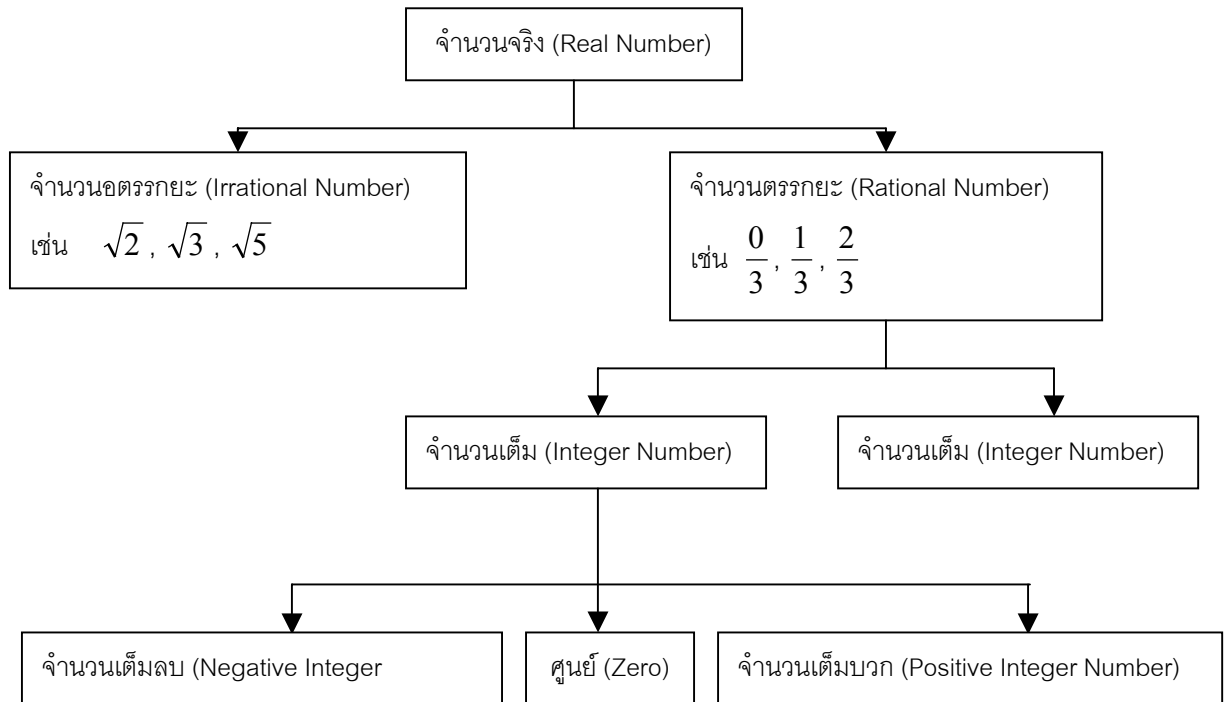 จำนวนจริง (Real Number)
จำนวนอตรรกยะ (Irrational Number)
เช่น √2 , √3 , √5
จำนวนตรรกยะ (Rational Number)
เช่น 0/3 , 1/3 , 2/3
จำนวนเต็ม (Integer Number)
จำนวนเต็ม (Integer Number)
จำนวนเต็มลบ (Negative Integer
ศูนย์ (Zero)
จำนวนเต็มบวก (Positive Integer Number)